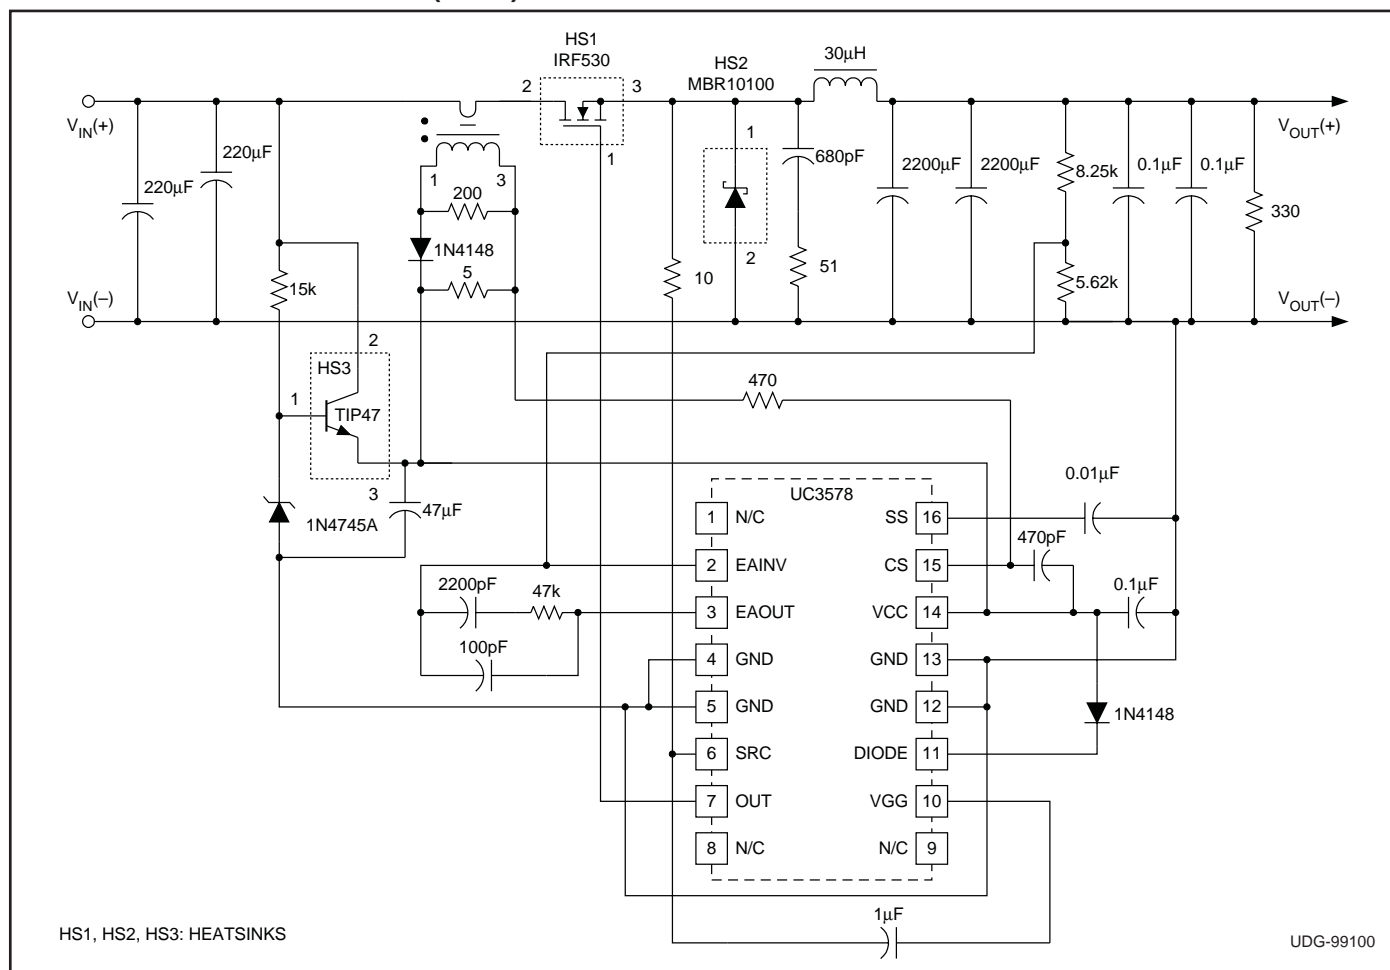 HS1
IRF530
HS2
MBR10100
30µH
2
3
1
V_IN(+)
V_OUT(+)
220µF
220µF
1
3
200
1N4148
5
15k
10
1
2
680pF
51
2200µF
2200µF
8.25k
5.62k
0.1µF
0.1µF
330
V_IN(–)
V_OUT(–)
HS3
2
1
TIP47
3
47µF
1N4745A
470
UC3578
0.01µF
470pF
0.1µF
2200pF
47k
100pF
1 N/C
SS 16
2 EAINV
CS 15
3 EAOUT
VCC 14
4 GND
GND 13
5 GND
GND 12
6 SRC
DIODE 11
7 OUT
VGG 10
8 N/C
N/C 9
1N4148
1µF
HS1, HS2, HS3: HEATSINKS
UDG-99100